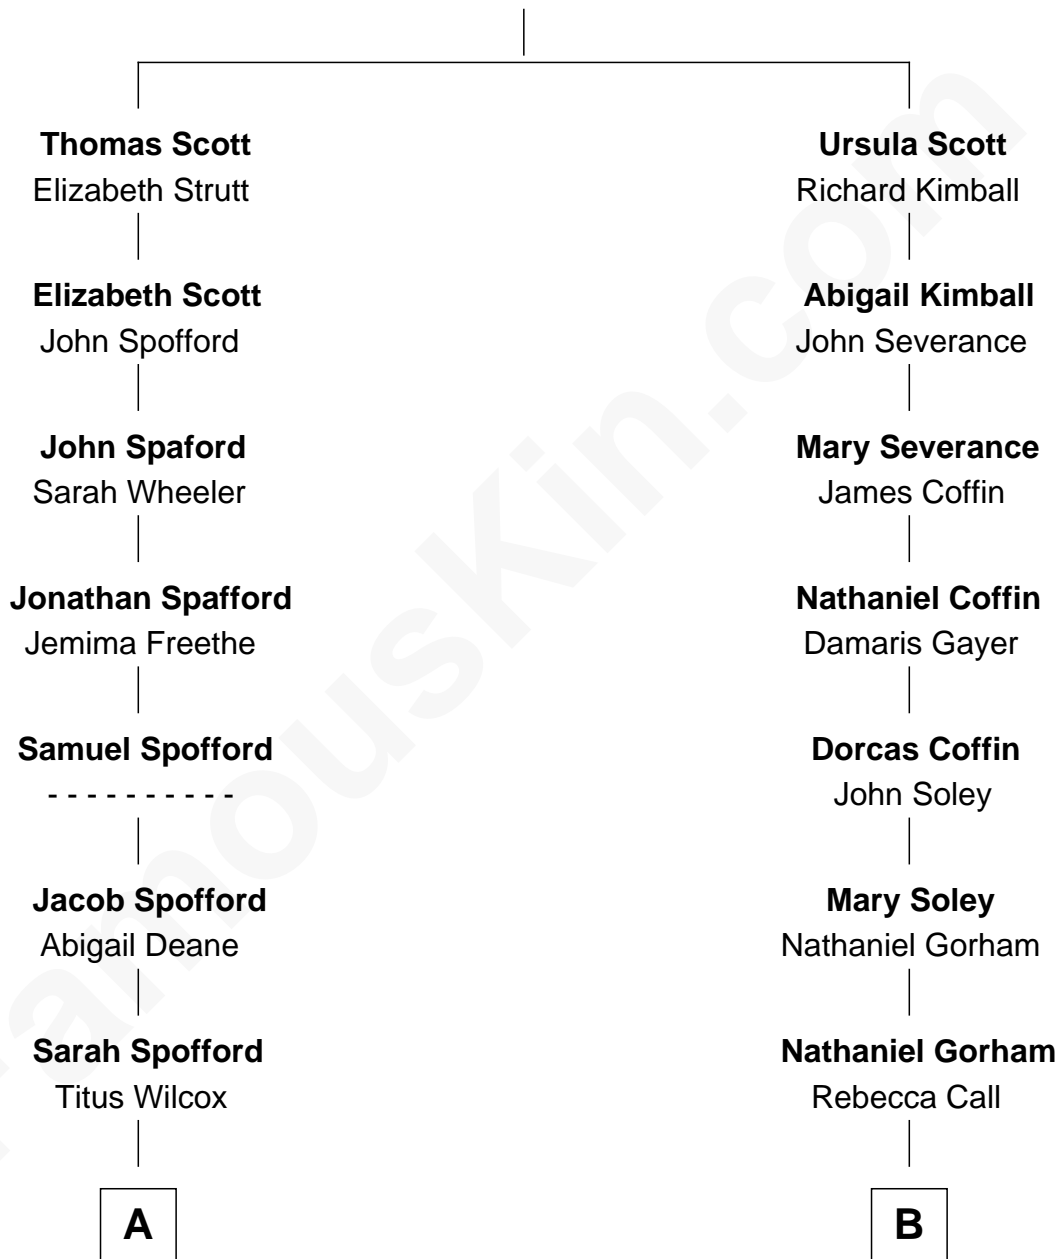 Thomas Scott
Elizabeth Strutt
Elizabeth Scott
John Spofford
John Spaford
Sarah Wheeler
Jonathan Spafford
Jemima Freethe
Samuel Spofford
- - - - - - - - - -
Jacob Spofford
Abigail Deane
Sarah Spofford
Titus Wilcox
A
Ursula Scott
Richard Kimball
Abigail Kimball
John Severance
Mary Severance
James Coffin
Nathaniel Coffin
Damaris Gayer
Dorcas Coffin
John Soley
Mary Soley
Nathaniel Gorham
Nathaniel Gorham
Rebecca Call
B
FamousKin.com